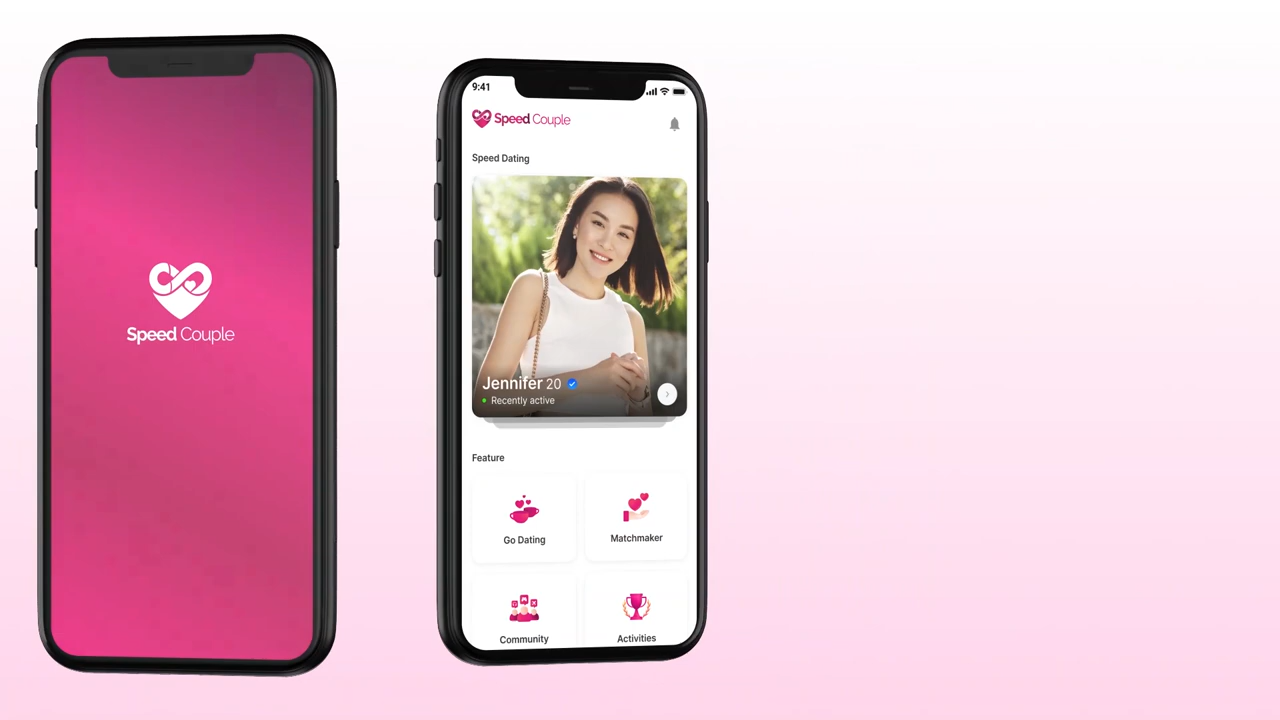 Speed Couple
9:41
Speed Couple
Speed Dating
Jennifer 20
Recently active
Feature
Go Dating
Matchmaker
Community
Activities